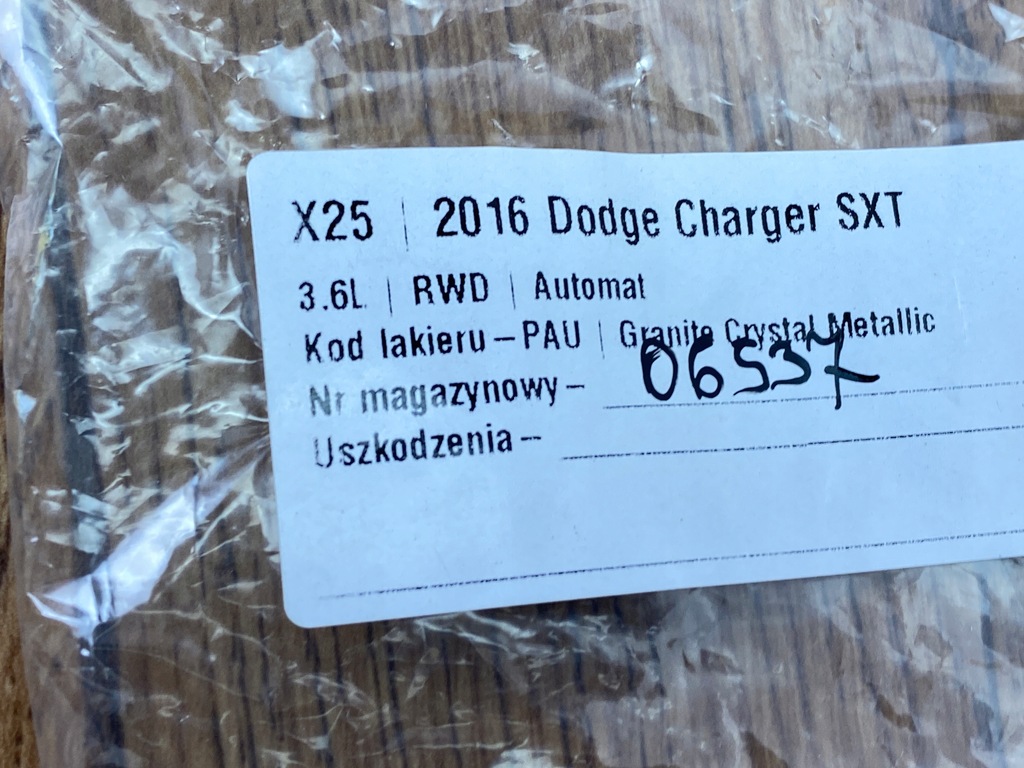 X25 | 2016 Dodge Charger SXT
3.6L | RWD | Automat
Kod lakieru – PAU | Granite Crystal Metallic
Nr magazynowy – 06537
Uszkodzenia –